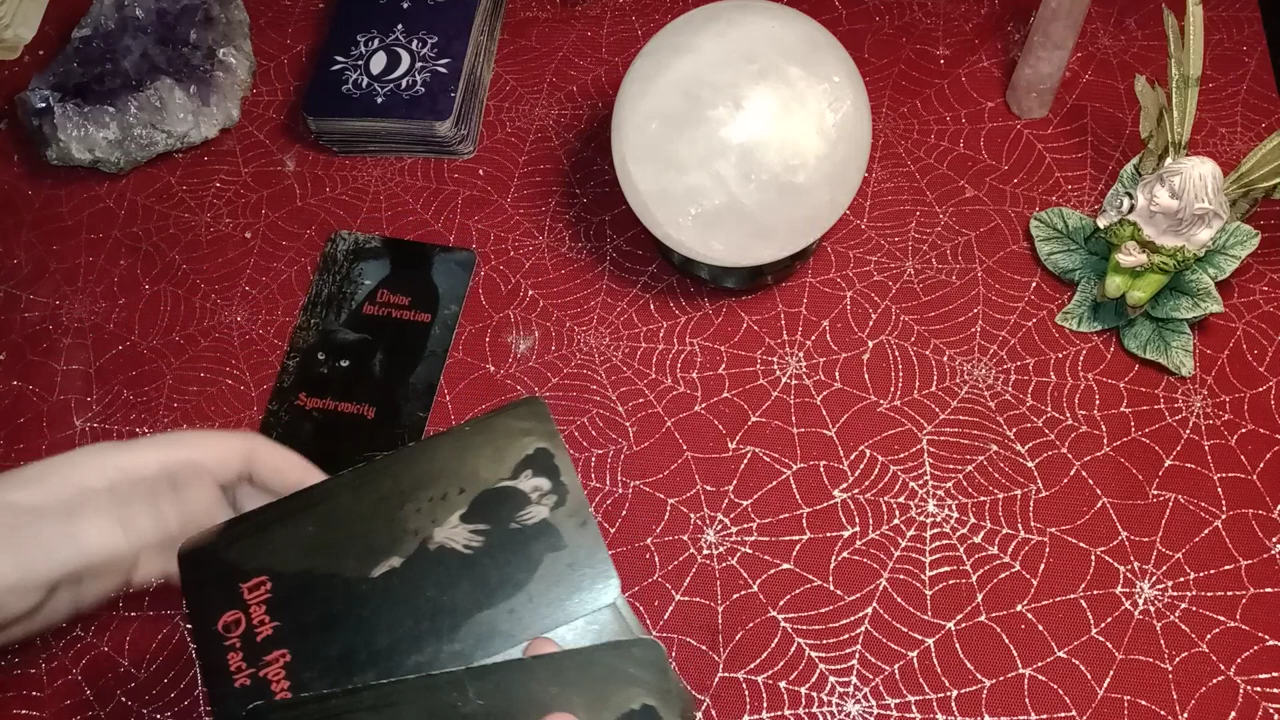 Divine
Intervention
Synchronicity
Black Rose
Oracle